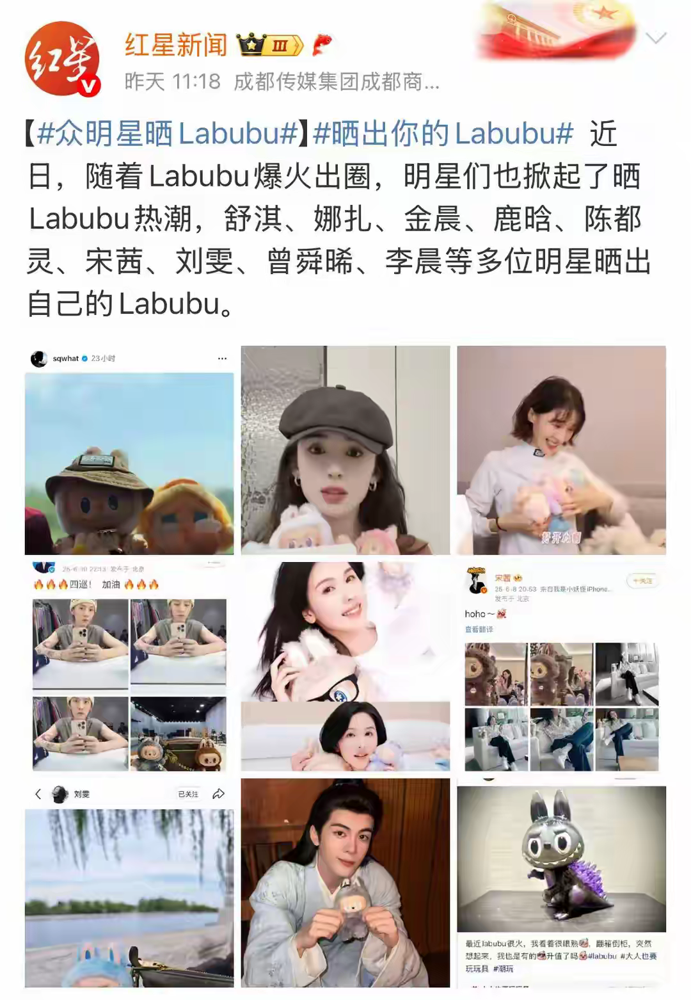 红星
V
红星新闻
III
昨天 11:18 成都传媒集团成都商...
【#众明星晒Labubu#】#晒出你的Labubu# 近
日，随着Labubu爆火出圈，明星们也掀起了晒
Labubu热潮，舒淇、娜扎、金晨、鹿晗、陈都
灵、宋茜、刘雯、曾舜晞、李晨等多位明星晒出
自己的Labubu。
sqwhat 23小时
好开心啊
25-6-10 22:13 发布于 北京
四巡！ 加油
宋茜
+关注
25-6-8 20:53 来自我是小妖怪iPhone...
发布于 北京
hoho～
查看翻译
刘雯
已关注
最近labubu很火，我看着很眼熟，翻箱倒柜，突然
想起来，我也是有的升值了吗#labubu #大人也要
玩玩具 #潮玩